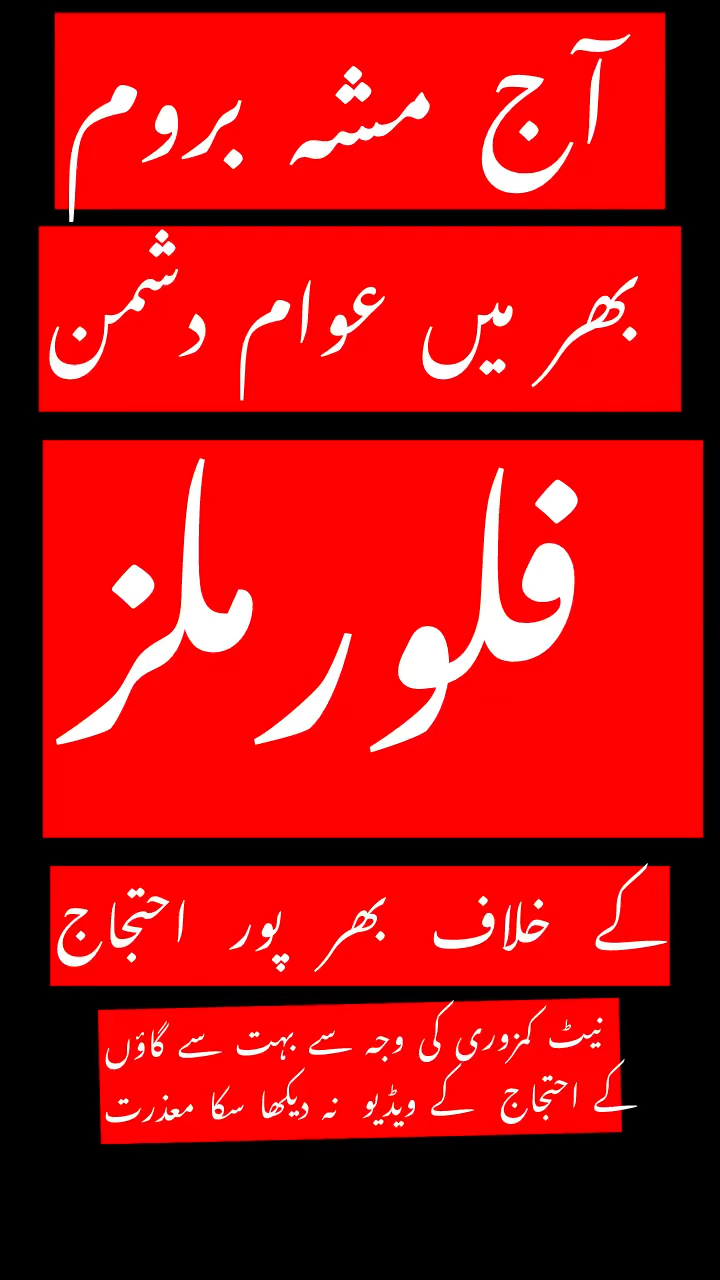 آج مشہ بروم
بھر میں عوام دشمن
فلور ملز
کے خلاف بھر پور احتجاج
نیٹ کمزوری کی وجہ سے بہت سے گاؤں
کے احتجاج کے ویڈیو نہ دیکھا سکا معذرت